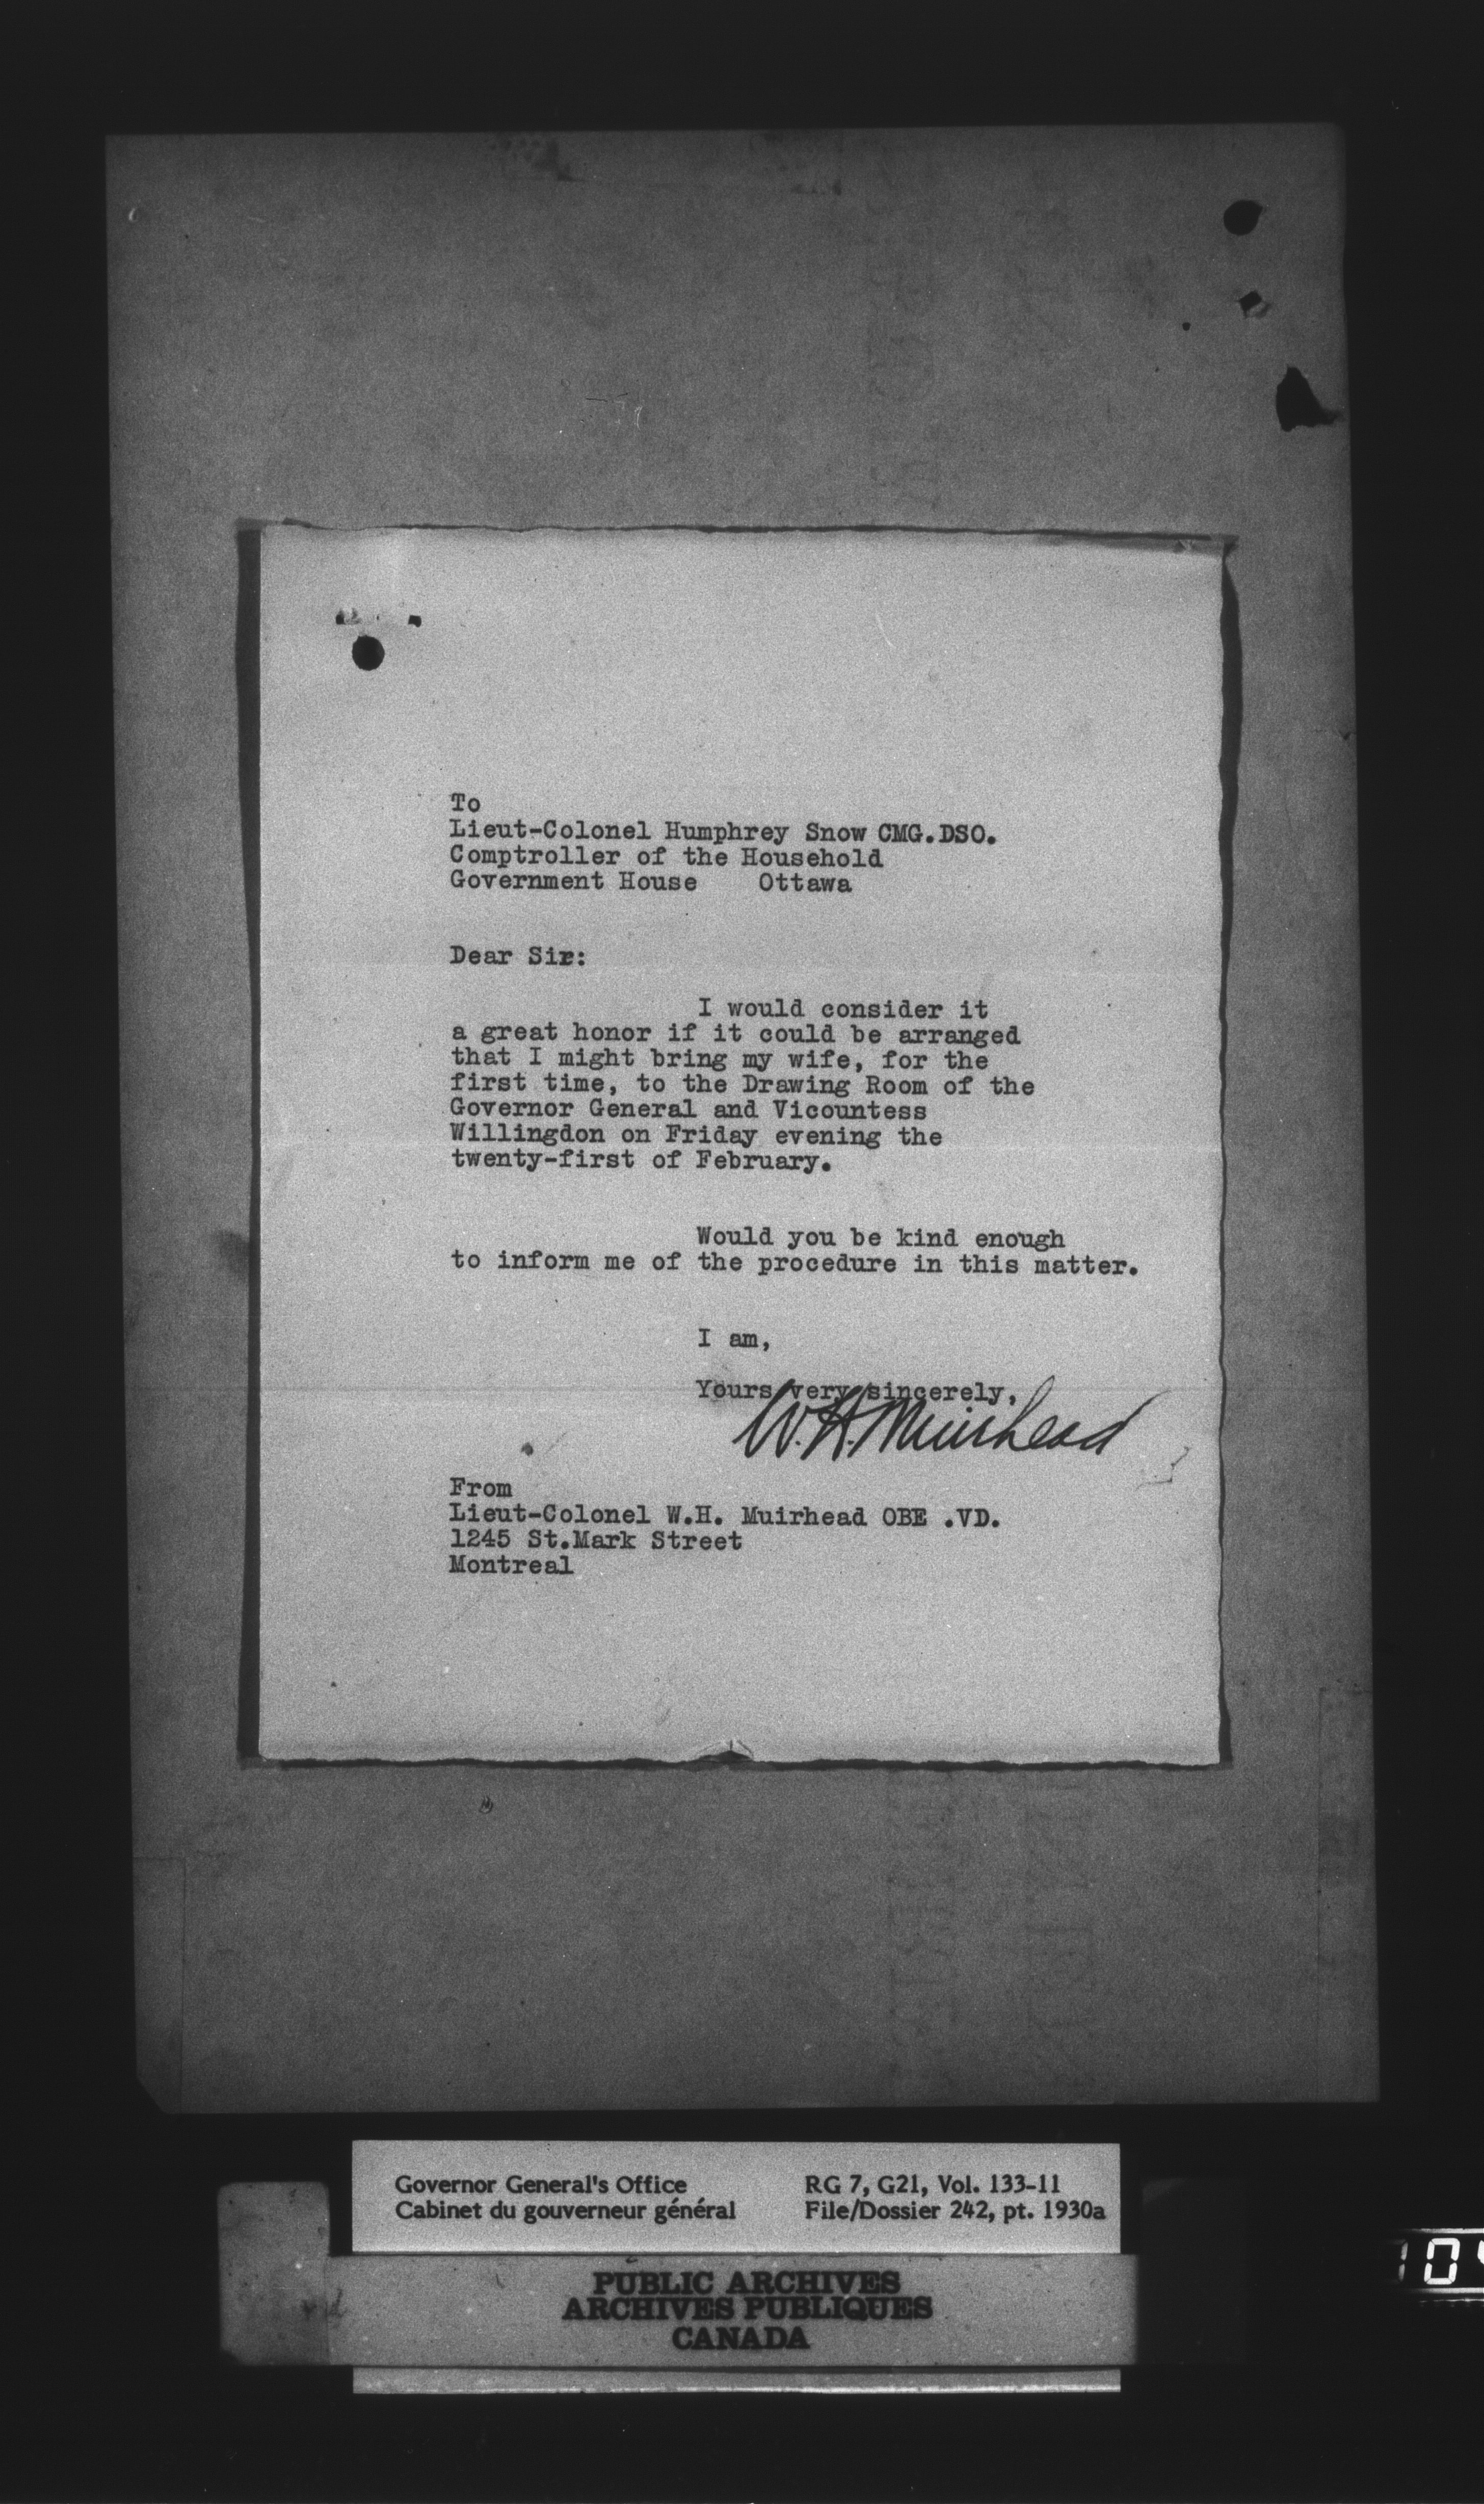 To
Lieut-Colonel Humphrey Snow CMG.DSO.
Comptroller of the Household
Government House Ottawa
Dear Sir:
I would consider it
a great honor if it could be arranged
that I might bring my wife, for the
first time, to the Drawing Room of the
Governor General and Vicountess
Willingdon on Friday evening the
twenty-first of February.
Would you be kind enough
to inform me of the procedure in this matter.
I am,
Yours very sincerely,
W.H. Muirhead
From
Lieut-Colonel W.H. Muirhead OBE .VD.
1245 St.Mark Street
Montreal
Governor General's Office RG 7, G21, Vol. 133-11
Cabinet du gouverneur général File/Dossier 242, pt. 1930a
PUBLIC ARCHIVES
ARCHIVES PUBLIQUES
CANADA